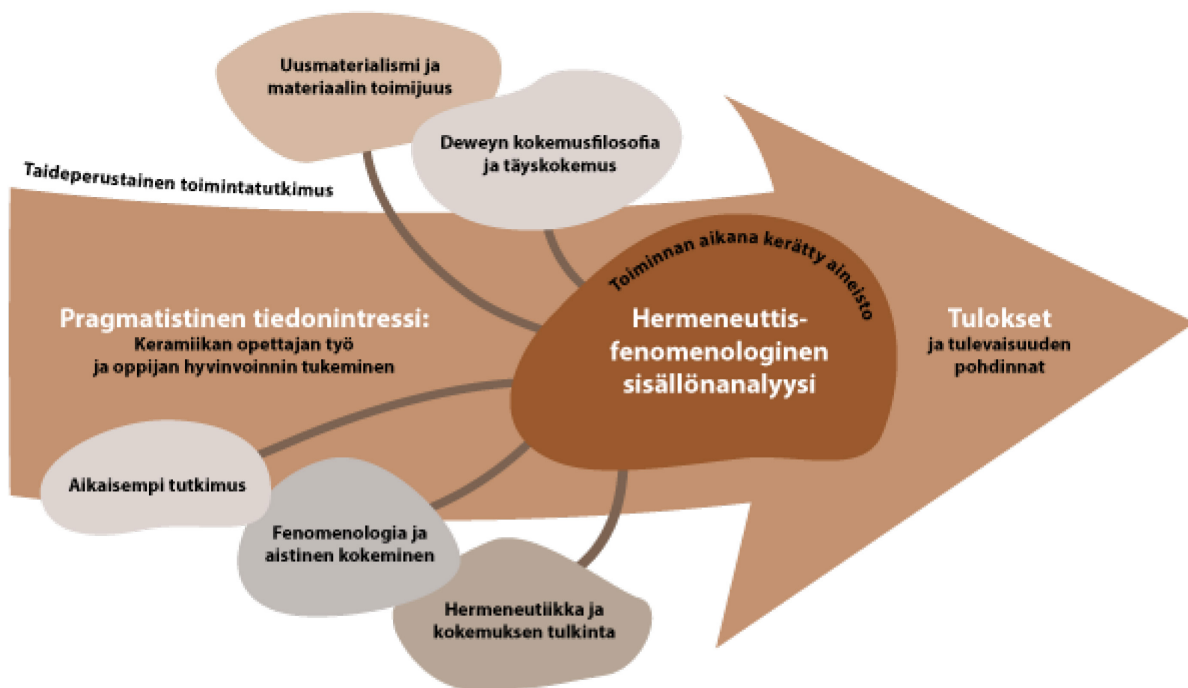 Uusmaterialismi ja
materiaalin toimijuus
Deweyn kokemusfilosofia
ja täyskokemus
Taideperustainen toimintatutkimus
Toiminnan aikana kerätty aineisto
Pragmatistinen tiedonintressi:
Keramiikan opettajan työ
ja oppijan hyvinvoinnin tukeminen
Hermeneuttis-
fenomenologinen
sisällönanalyysi
Tulokset
ja tulevaisuuden
pohdinnat
Aikaisempi tutkimus
Fenomenologia ja
aistinen kokeminen
Hermeneutiikka ja
kokemuksen tulkinta